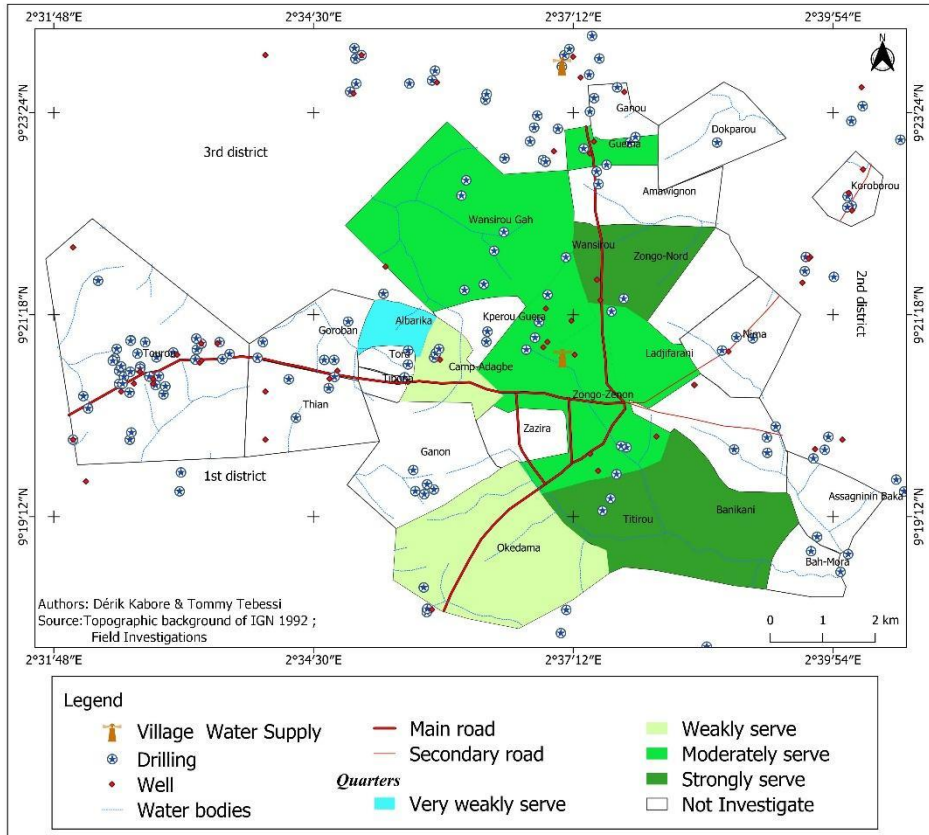 2°31'48"E 2°34'30"E 2°37'12"E 2°39'54"E
N
9°23'24"N 9°23'24"N
Ganou
Dokparou
Guema
3rd district
Amawignon
Koroborou
Wansirou Gah
Wansirou
Zongo-Nord
2nd district
9°21'18"N 9°21'18"N
Albarika
Goroban
Kperou Guera
Nima
Tourou
Tora
Camp-Adagbe
Ladjifarani
Thian
Zongo-Zenon
Zazira
Ganon
1st district
Assagninin Baka
9°19'12"N 9°19'12"N
Titirou
Banikani
Okedama
Bah-Mora
Authors: Dérik Kabore & Tommy Tebessi
Source:Topographic background of IGN 1992 ;
Field Investigations
0 1 2 km
2°31'48"E 2°34'30"E 2°37'12"E 2°39'54"E
Legend
Village Water Supply
Drilling
Well
Water bodies
Main road
Secondary road
Quarters
Very weakly serve
Weakly serve
Moderately serve
Strongly serve
Not Investigate